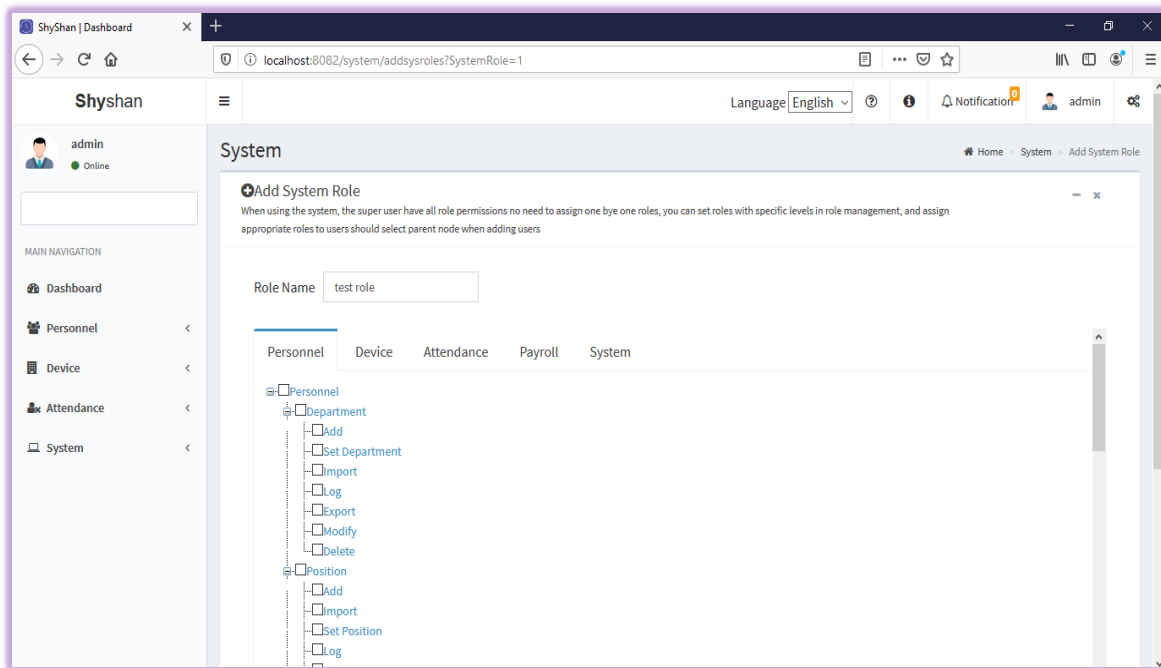 ShyShan | Dashboard
localhost:8082/system/addsysroles?SystemRole=1
Shyshan
Language English
0
Notification
admin
admin
Online
MAIN NAVIGATION
Dashboard
Personnel
Device
Attendance
System
System
Home > System > Add System Role
Add System Role
When using the system, the super user have all role permissions no need to assign one bye one roles, you can set roles with specific levels in role management, and assign
appropriate roles to users should select parent node when adding users
Role Name test role
Personnel Device Attendance Payroll System
Personnel
Department
Add
Set Department
Import
Log
Export
Modify
Delete
Position
Add
Import
Set Position
Log